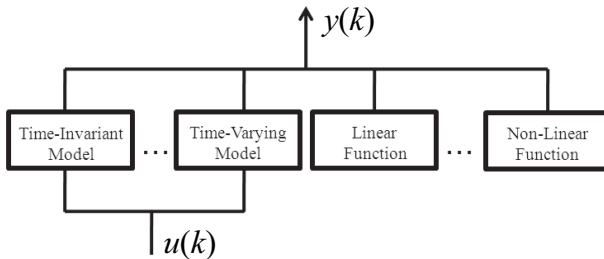 y(k)
Time-Invariant
Model
...
Time-Varying
Model
Linear
Function
...
Non-Linear
Function
u(k)